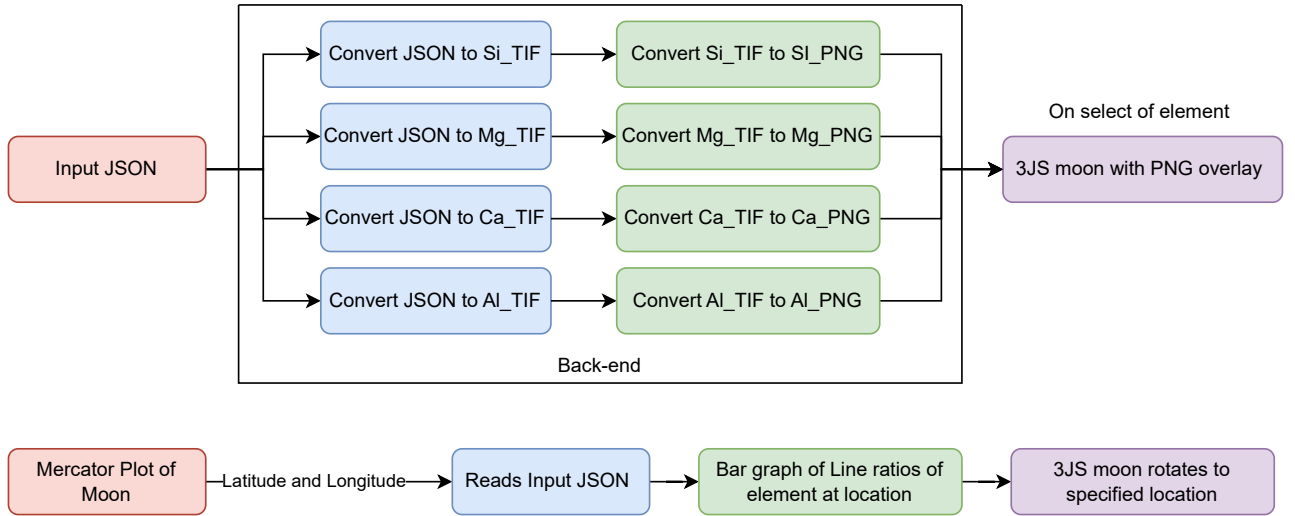 Convert JSON to Si_TIF
Convert Si_TIF to SI_PNG
On select of element
Convert JSON to Mg_TIF
Convert Mg_TIF to Mg_PNG
Input JSON
3JS moon with PNG overlay
Convert JSON to Ca_TIF
Convert Ca_TIF to Ca_PNG
Convert JSON to Al_TIF
Convert Al_TIF to Al_PNG
Back-end
Mercator Plot of
Moon
Latitude and Longitude
Reads Input JSON
Bar graph of Line ratios of
element at location
3JS moon rotates to
specified location